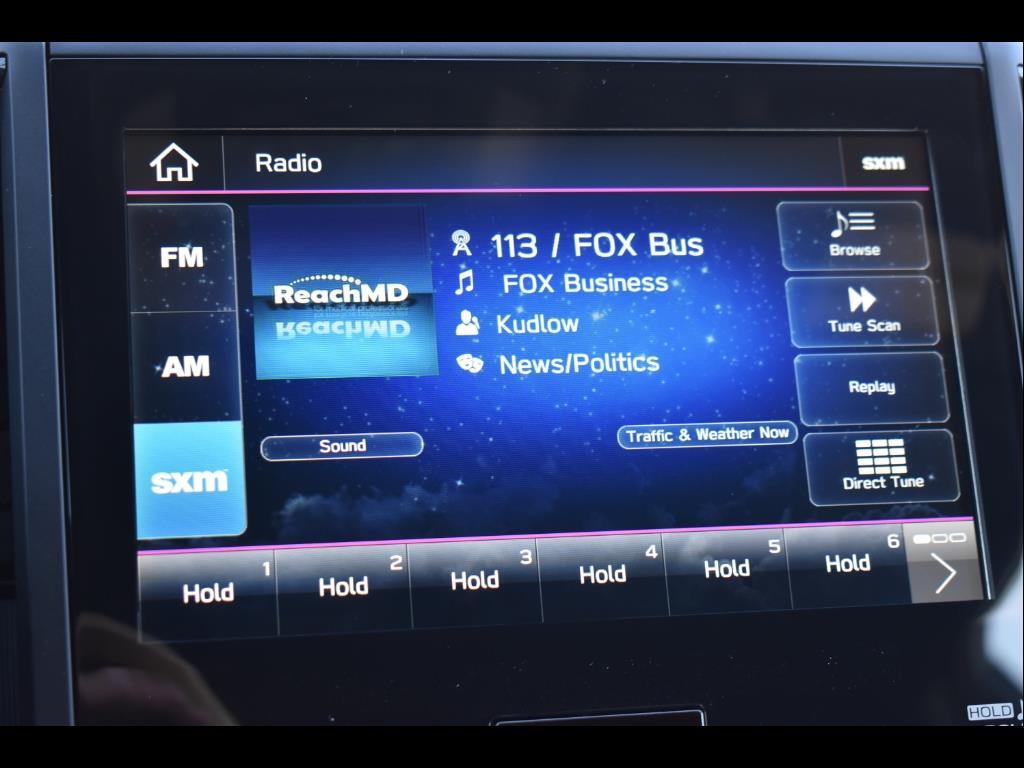 Radio
sxm
FM
AM
sxm
ReachMD
ReachMD
113 / FOX Bus
FOX Business
Kudlow
News/Politics
Sound
Traffic & Weather Now
Browse
Tune Scan
Replay
Direct Tune
1
Hold
2
Hold
3
Hold
4
Hold
5
Hold
6
Hold
HOLD